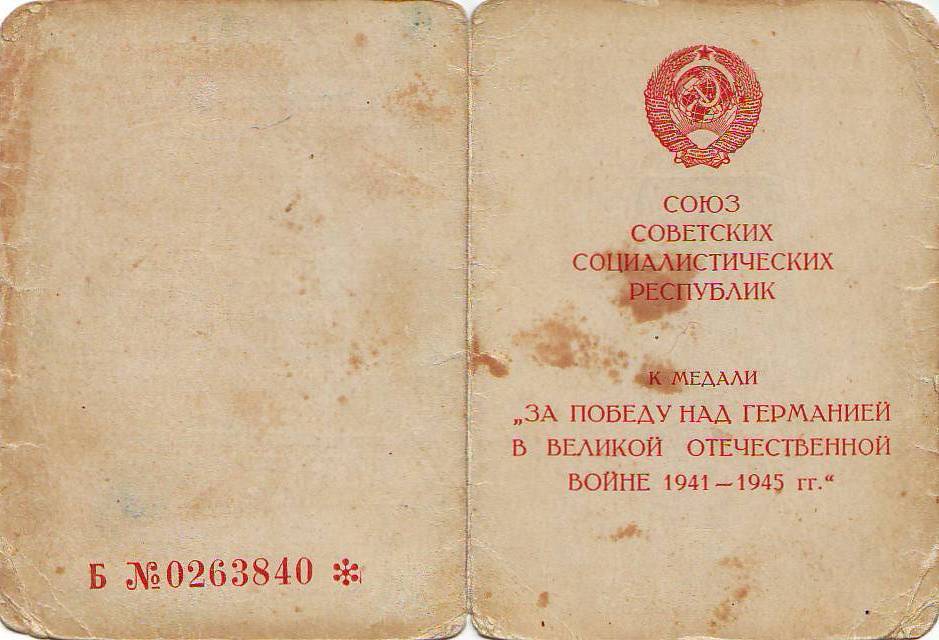 Б №0263840 *
СОЮЗ
СОВЕТСКИХ
СОЦИАЛИСТИЧЕСКИХ
РЕСПУБЛИК
К МЕДАЛИ
„ЗА ПОБЕДУ НАД ГЕРМАНИЕЙ
В ВЕЛИКОЙ ОТЕЧЕСТВЕННОЙ
ВОЙНЕ 1941—1945 гг.“